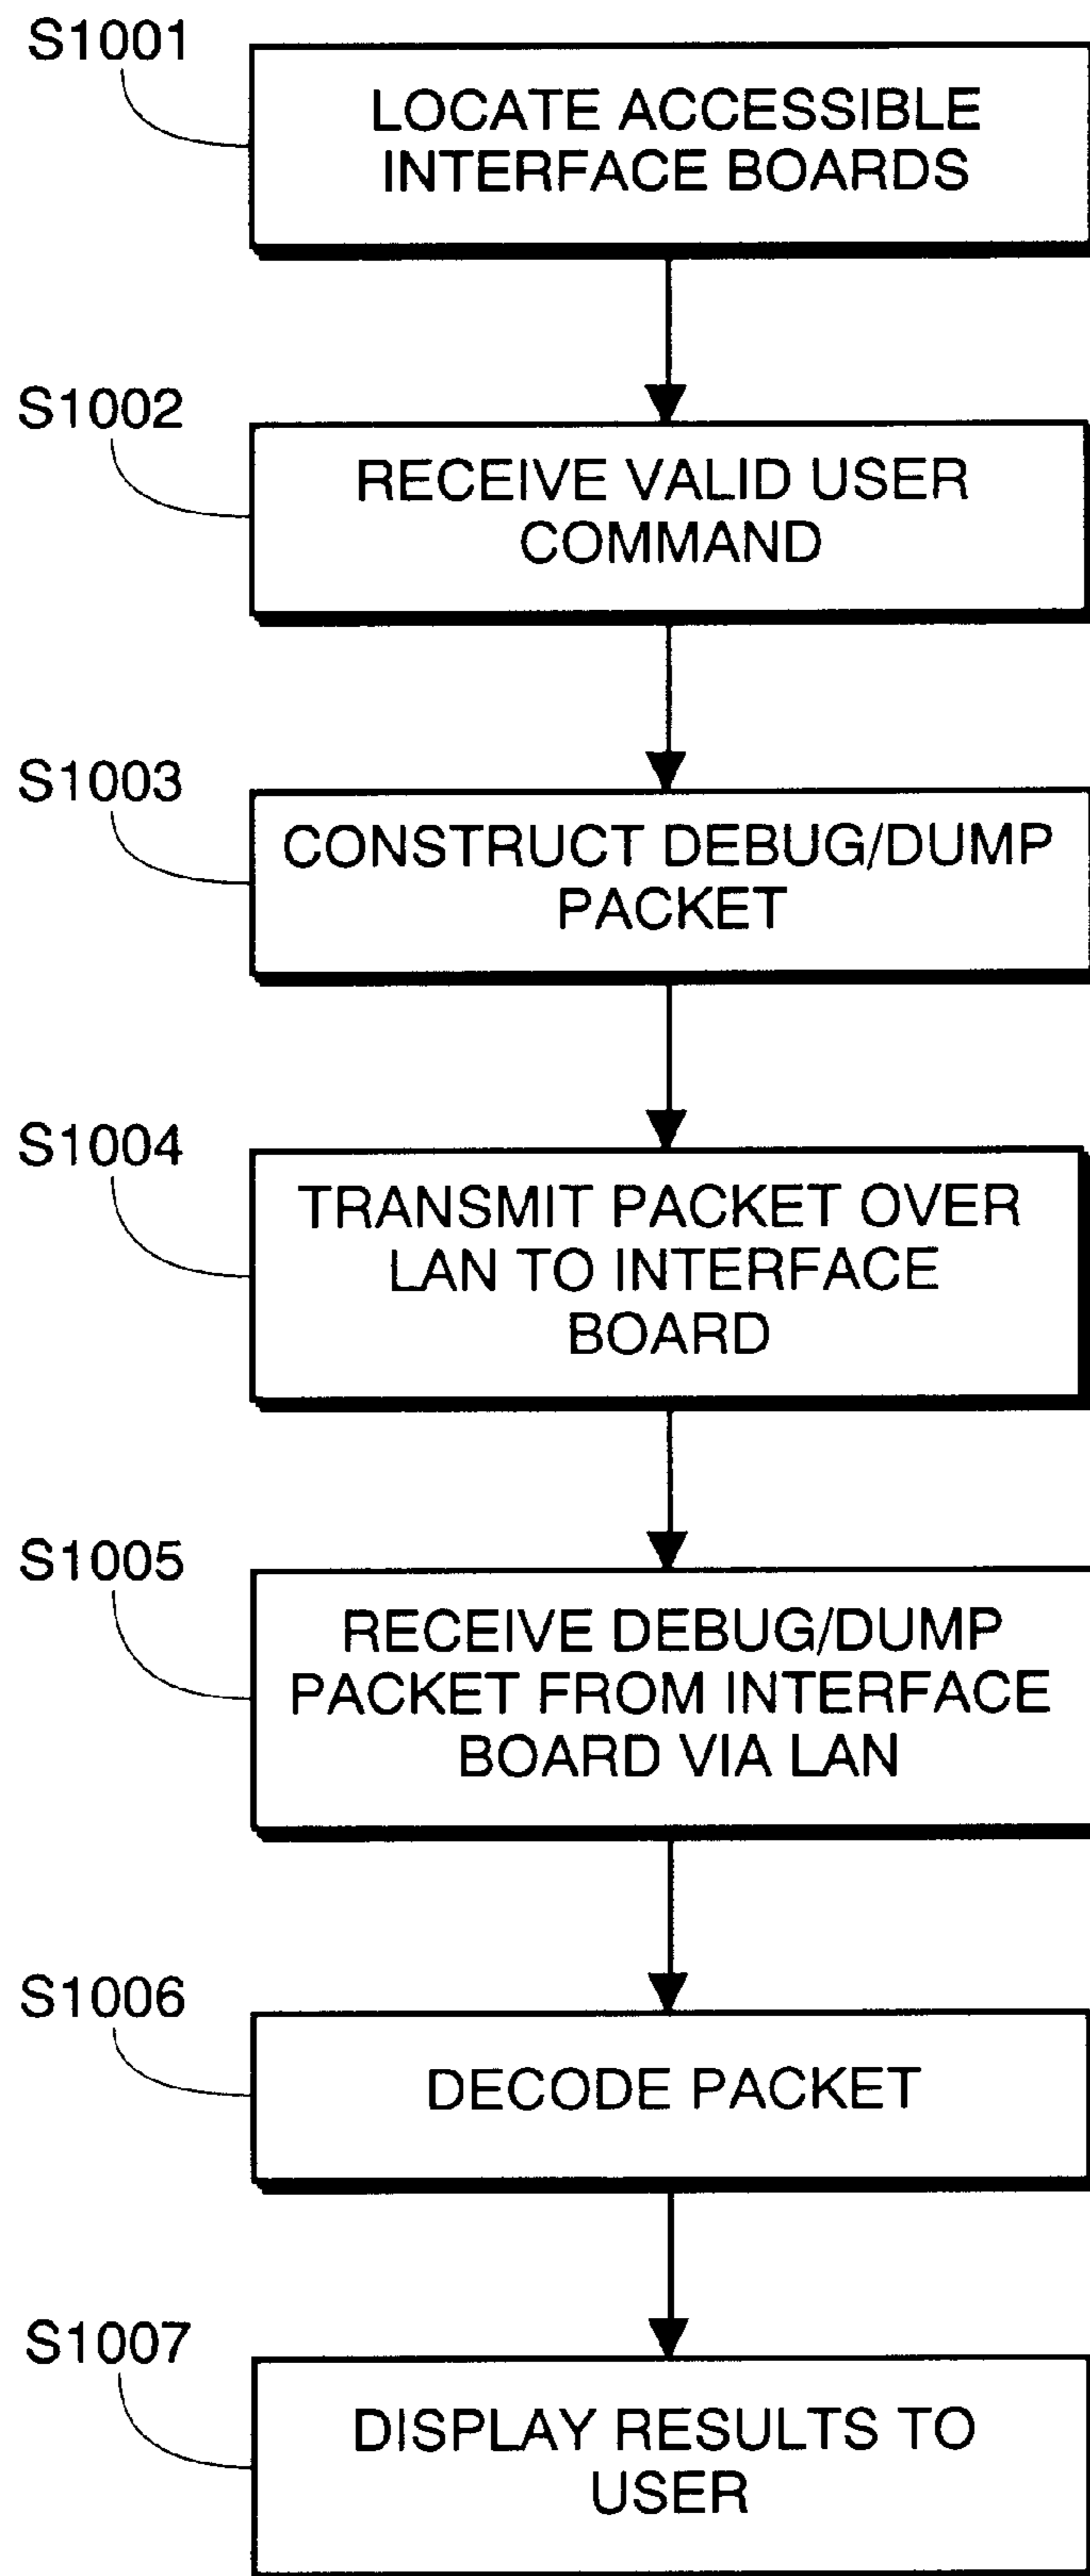 S1001
LOCATE ACCESSIBLE
INTERFACE BOARDS
S1002
RECEIVE VALID USER
COMMAND
S1003
CONSTRUCT DEBUG/DUMP
PACKET
S1004
TRANSMIT PACKET OVER
LAN TO INTERFACE
BOARD
S1005
RECEIVE DEBUG/DUMP
PACKET FROM INTERFACE
BOARD VIA LAN
S1006
DECODE PACKET
S1007
DISPLAY RESULTS TO
USER